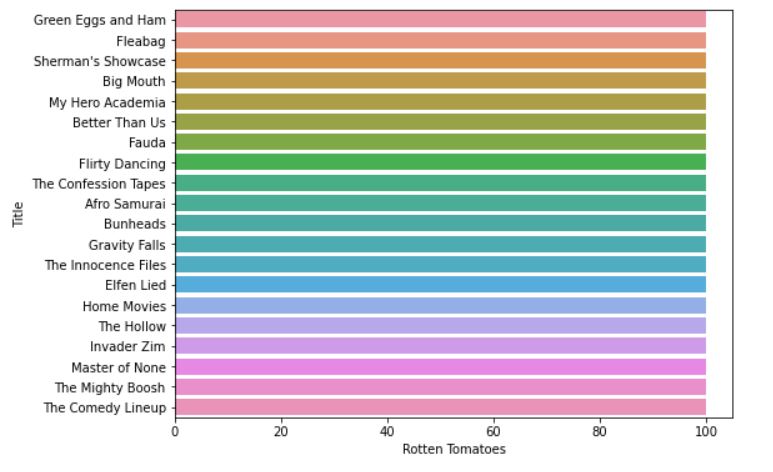 Green Eggs and Ham
Fleabag
Sherman's Showcase
Big Mouth
My Hero Academia
Better Than Us
Fauda
Flirty Dancing
The Confession Tapes
Afro Samurai
Bunheads
Gravity Falls
The Innocence Files
Elfen Lied
Home Movies
The Hollow
Invader Zim
Master of None
The Mighty Boosh
The Comedy Lineup
Title
0 20 40 60 80 100
Rotten Tomatoes